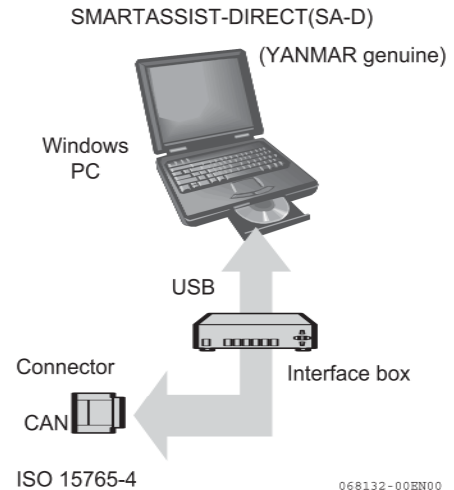 SMARTASSIST-DIRECT(SA-D)
(YANMAR genuine)
Windows
PC
USB
Interface box
Connector
CAN
ISO 15765-4
068132-00EN00